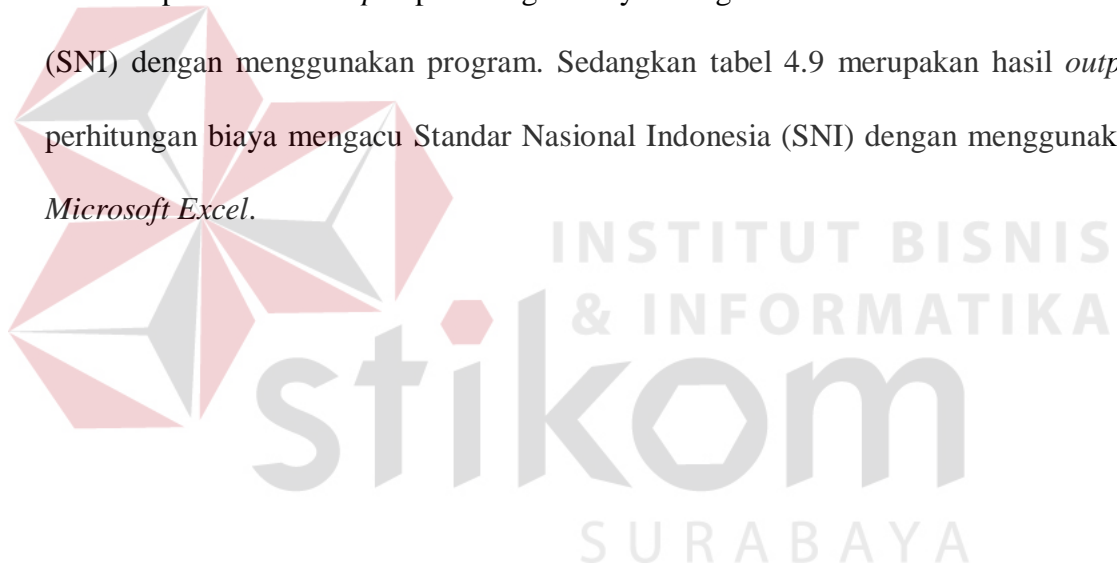 (SNI) dengan menggunakan program. Sedangkan tabel 4.9 merupakan hasil outp
perhitungan biaya mengacu Standar Nasional Indonesia (SNI) dengan menggunak
Microsoft Excel.
INSTITUT BISNIS
& INFORMATIKA
stikom
SURABAYA